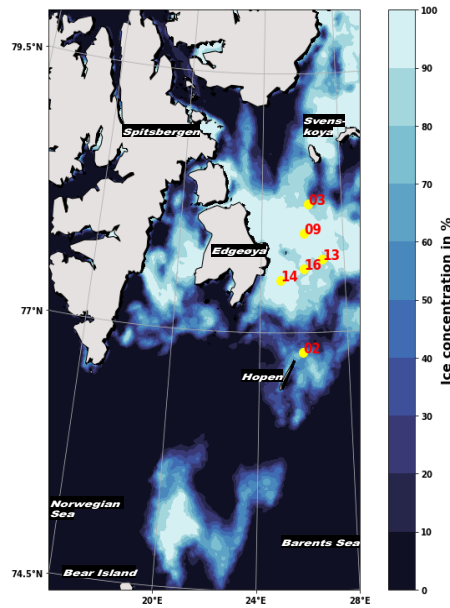 79.5°N
77°N
74.5°N
20°E
24°E
28°E
Spitsbergen
Svens-
koya
Edgeøya
Hopen
Norwegian
Sea
Bear Island
Barents Sea
03
09
13
16
14
02
100
90
80
70
60
50
40
30
20
10
0
Ice concentration in %